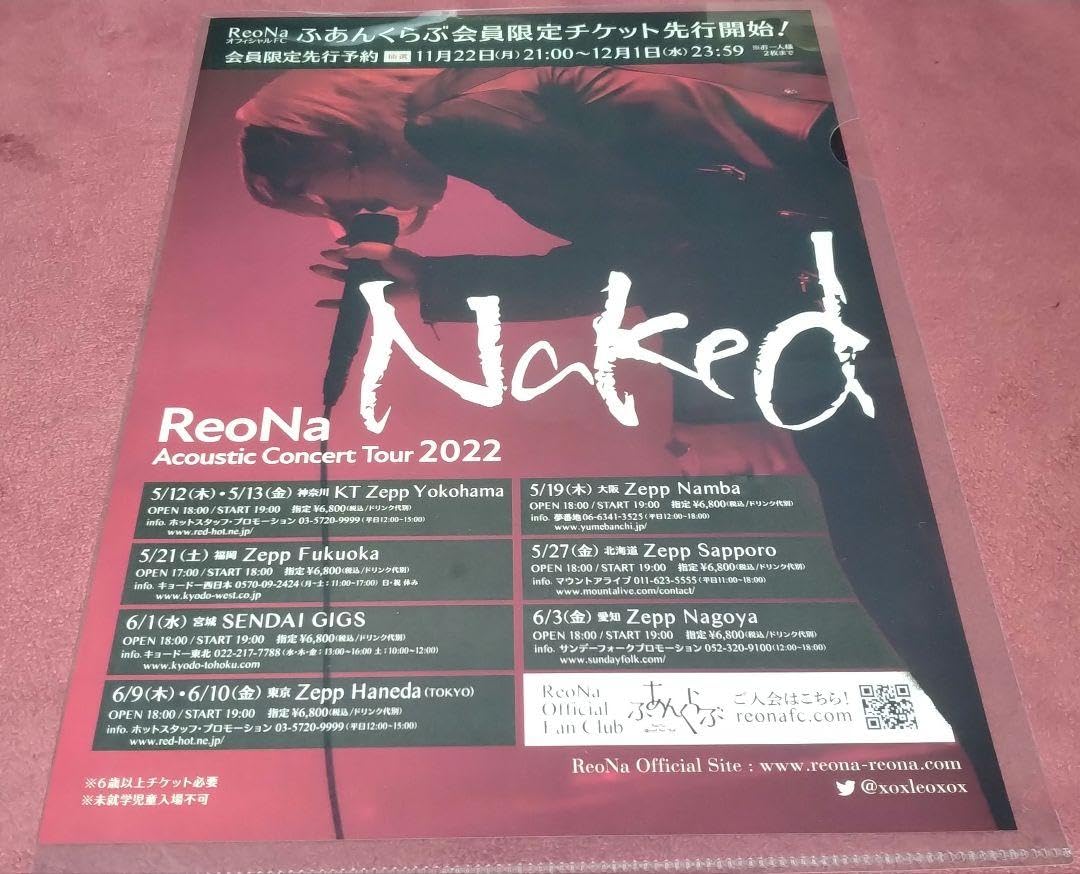 ReoNa オフィシャルFC ふあんくらぶ会員限定チケット先行開始!
会員限定先行予約 抽選 11月22日(月) 21:00〜12月1日(水) 23:59 ※お一人様2枚まで
Naked
ReoNa
Acoustic Concert Tour 2022
5/12(木)・5/13(金) 神奈川 KT Zepp Yokohama
OPEN 18:00 / START 19:00 指定 ¥6,800(税込/ドリンク代別)
info. ホットスタッフ・プロモーション 03-5720-9999 (平日12:00~15:00)
www.red-hot.ne.jp/
5/19(木) 大阪 Zepp Namba
OPEN 18:00 / START 19:00 指定 ¥6,800(税込/ドリンク代別)
info. 夢番地06-6341-3525(平日12:00~18:00)
www.yumebanchi.jp/
5/21(土) 福岡 Zepp Fukuoka
OPEN 17:00 / START 18:00 指定 ¥6,800(税込/ドリンク代別)
info. キョードー西日本 0570-09-2424 (月~土:11:00~17:00) 日・祝 休み
www.kyodo-west.co.jp
5/27(金) 北海道 Zepp Sapporo
OPEN 18:00 / START 19:00 指定 ¥6,800(税込/ドリンク代別)
info. マウントアライブ 011-623-5555 (平日11:00~18:00)
www.mountalive.com/contact/
6/1(水) 宮城 SENDAI GIGS
OPEN 18:00 / START 19:00 指定 ¥6,800(税込/ドリンク代別)
info. キョードー東北 022-217-7788 (水・木・金:13:00~16:00 土:10:00~12:00)
www.kyodo-tohoku.com
6/3(金) 愛知 Zepp Nagoya
OPEN 18:00 / START 19:00 指定 ¥6,800(税込/ドリンク代別)
info. サンデーフォークプロモーション 052-320-9100(12:00~18:00)
www.sundayfolk.com/
6/9(木)・6/10(金) 東京 Zepp Haneda(TOKYO)
OPEN 18:00 / START 19:00 指定 ¥6,800(税込/ドリンク代別)
info. ホットスタッフ・プロモーション 03-5720-9999 (平日12:00~15:00)
www.red-hot.ne.jp/
ReoNa
Official
Fan Club
ふあんくらぶ
ご入会はこちら!
reonafc.com
ReoNa Official Site : www.reona-reona.com
@xoxleoxox
※6歳以上チケット必要
※未就学児童入場不可